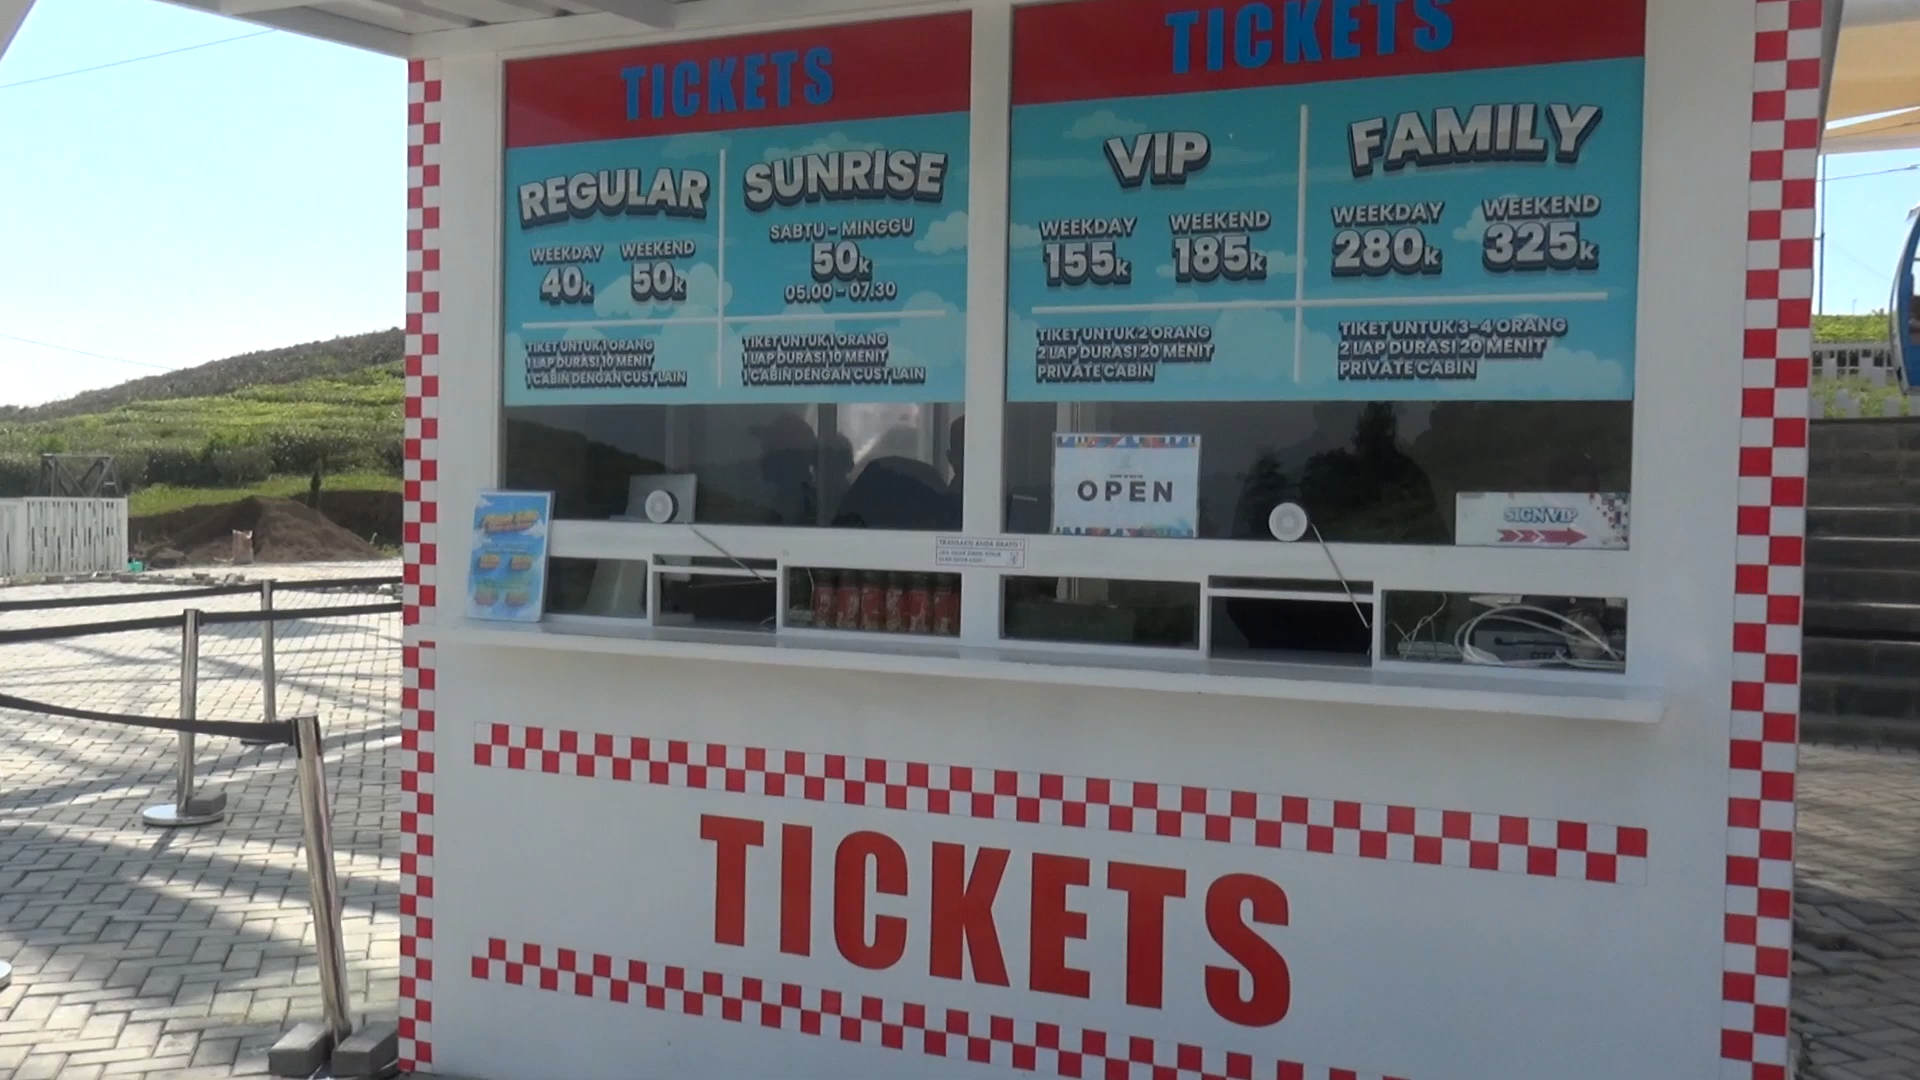 TICKETS
REGULAR
WEEKDAY WEEKEND
40k 50k
TIKET UNTUK 1 ORANG
1 LAP DURASI 10 MENIT
1 CABIN DENGAN CUST LAIN
SUNRISE
SABTU - MINGGU
50k
05.00 - 07.30
TIKET UNTUK 1 ORANG
1 LAP DURASI 10 MENIT
1 CABIN DENGAN CUST LAIN
TICKETS
VIP
WEEKDAY WEEKEND
155k 185k
TIKET UNTUK 2 ORANG
2 LAP DURASI 20 MENIT
PRIVATE CABIN
FAMILY
WEEKDAY WEEKEND
280k 325k
TIKET UNTUK 3-4 ORANG
2 LAP DURASI 20 MENIT
PRIVATE CABIN
OPEN
SIGN VIP
TRANSAKSI ANDA GRATIS!
TICKETS